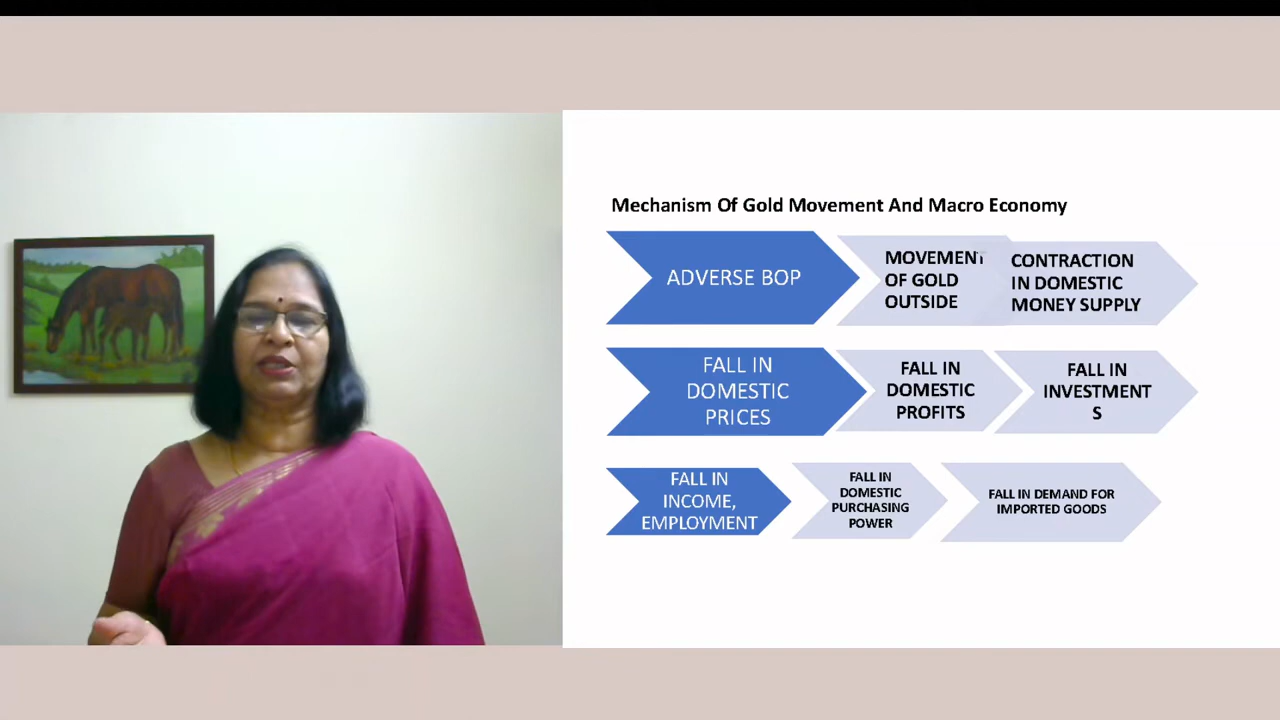 Mechanism Of Gold Movement And Macro Economy
ADVERSE BOP
MOVEMENT
OF GOLD
OUTSIDE
CONTRACTION
IN DOMESTIC
MONEY SUPPLY
FALL IN
DOMESTIC
PRICES
FALL IN
DOMESTIC
PROFITS
FALL IN
INVESTMENT
S
FALL IN
INCOME,
EMPLOYMENT
FALL IN
DOMESTIC
PURCHASING
POWER
FALL IN DEMAND FOR
IMPORTED GOODS